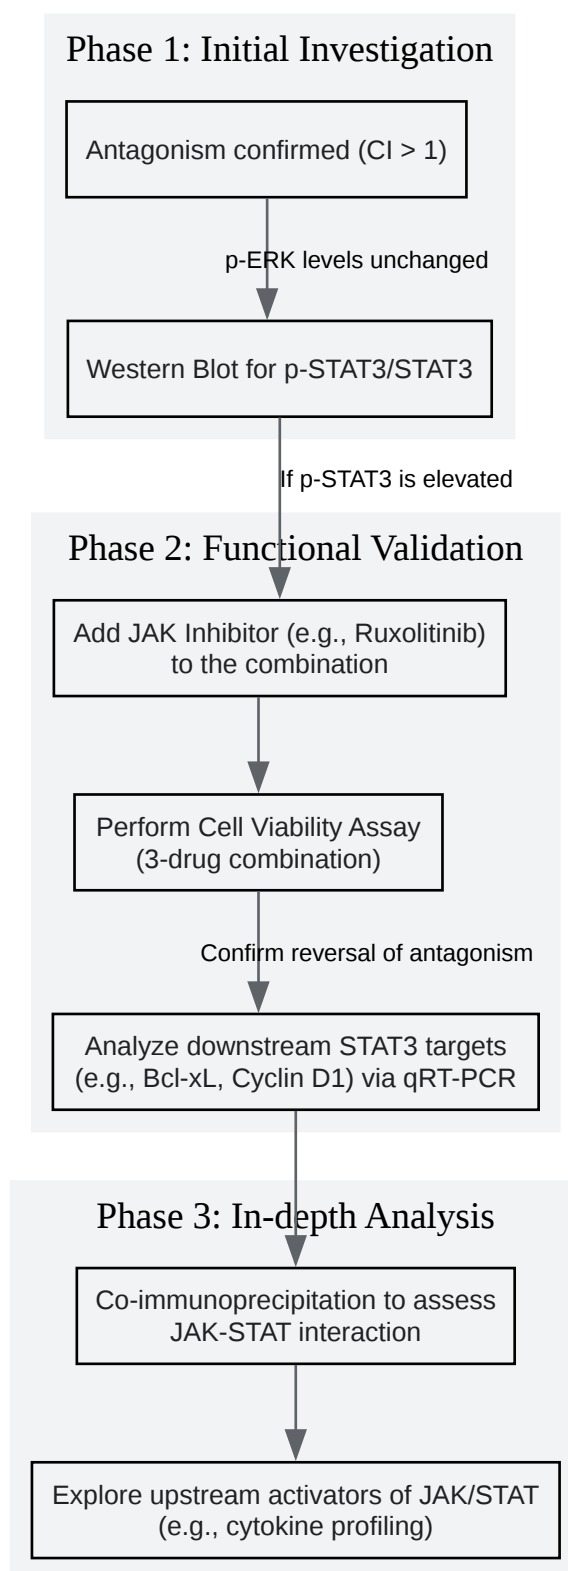 Phase 1: Initial Investigation
Antagonism confirmed (CI > 1)
p-ERK levels unchanged
Western Blot for p-STAT3/STAT3
If p-STAT3 is elevated
Phase 2: Functional Validation
Add JAK Inhibitor (e.g., Ruxolitinib)
to the combination
Perform Cell Viability Assay
(3-drug combination)
Confirm reversal of antagonism
Analyze downstream STAT3 targets
(e.g., Bcl-xL, Cyclin D1) via qRT-PCR
Phase 3: In-depth Analysis
Co-immunoprecipitation to assess
JAK-STAT interaction
Explore upstream activators of JAK/STAT
(e.g., cytokine profiling)